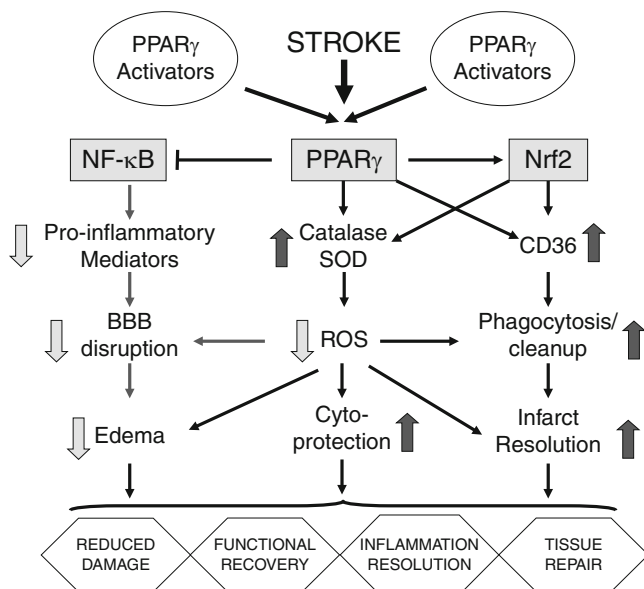 PPARγ
Activators
STROKE
PPARγ
Activators
NF-κB
PPARγ
Nrf2
Pro-inflammatory
Mediators
Catalase
SOD
CD36
BBB
disruption
ROS
Phagocytosis/
cleanup
Edema
Cyto-
protection
Infarct
Resolution
REDUCED
DAMAGE
FUNCTIONAL
RECOVERY
INFLAMMATION
RESOLUTION
TISSUE
REPAIR